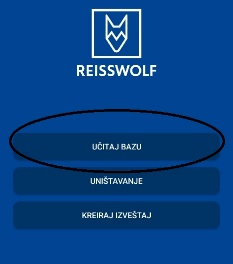 REISSWOLF
UČITAJ BAZU
UNIŠTAVANJE
KREIRAJ IZVEŠTAJ